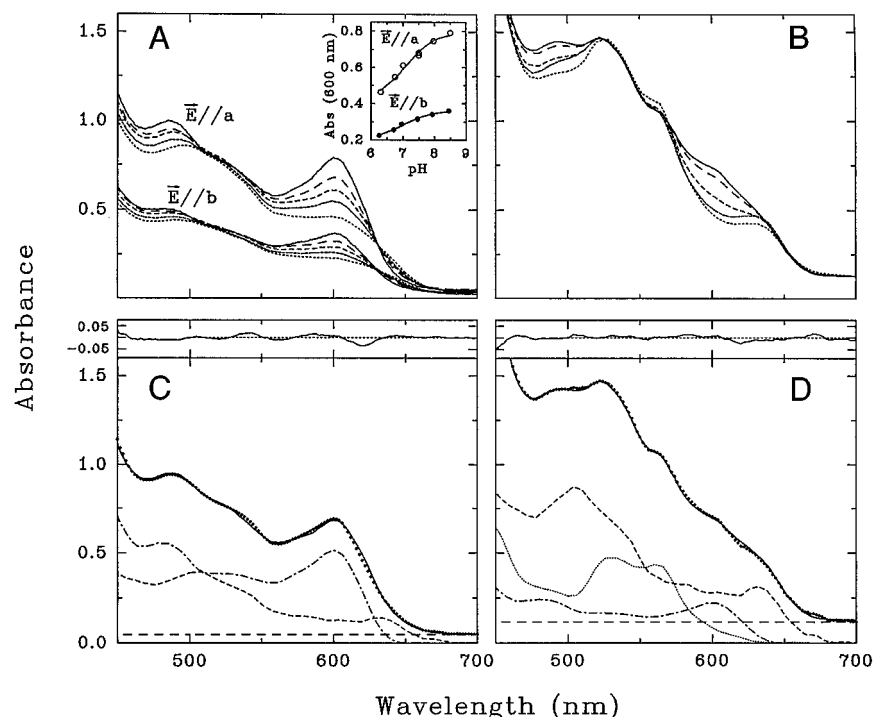 A
E//a
E//b
Abs (600 nm)
0.8
0.6
0.4
0.2
6 7 8 9
pH
E//a
E//b
1.5
1.0
0.5
B
0.05
−0.05
Absorbance
C
1.5
1.0
0.5
0.0
500 600 700
D
500 600 700
Wavelength (nm)